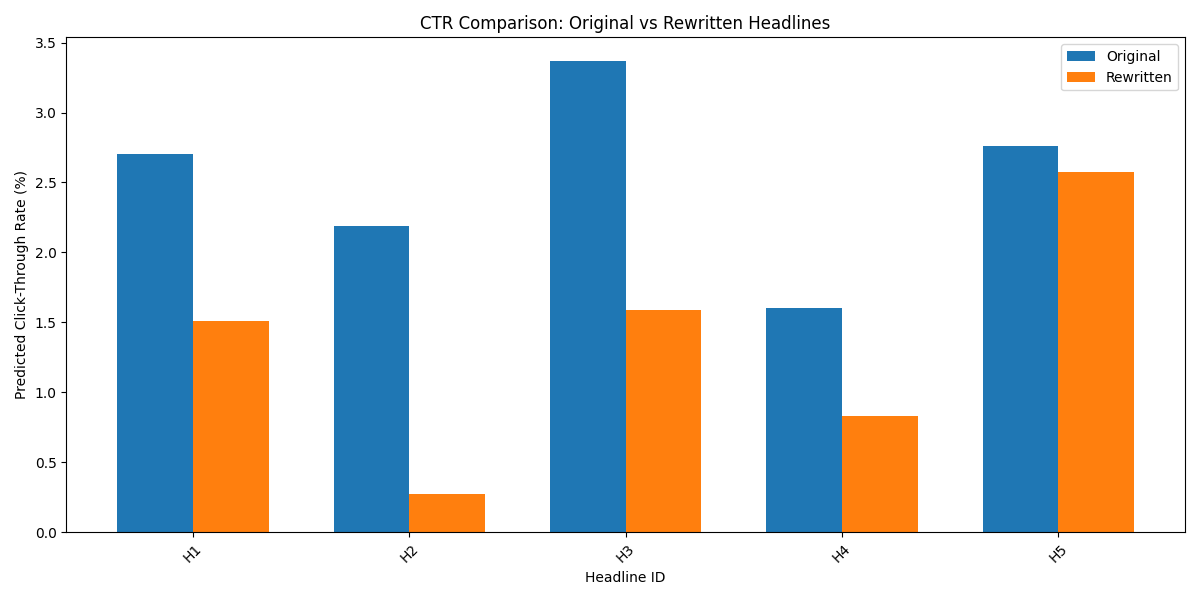 CTR Comparison: Original vs Rewritten Headlines
Original
Rewritten
Predicted Click-Through Rate (%)
3.5
3.0
2.5
2.0
1.5
1.0
0.5
0.0
H1
H2
H3
H4
H5
Headline ID